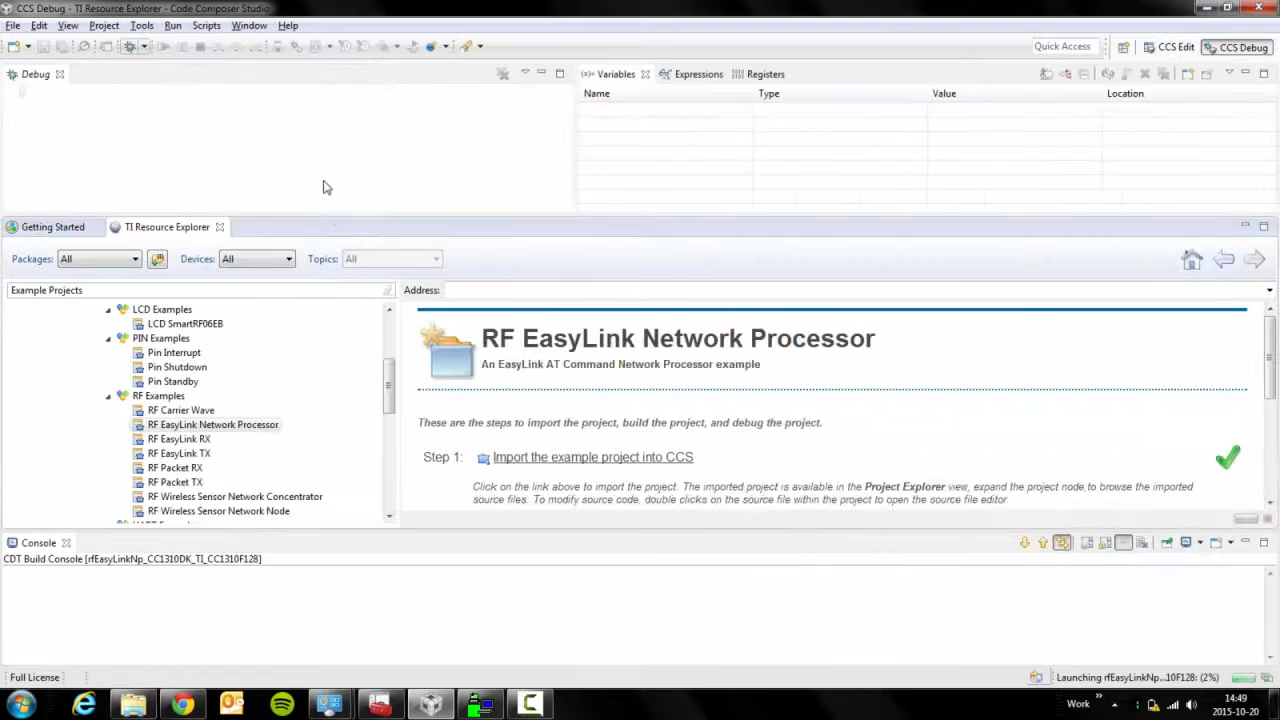 CCS Debug - TI Resource Explorer - Code Composer Studio
File Edit View Project Tools Run Scripts Window Help
Quick Access CCS Edit CCS Debug
Debug
(x)= Variables Expressions Registers
Name Type Value Location
Getting Started TI Resource Explorer
Packages: All Devices: All Topics: All
Example Projects
Address:
LCD Examples
LCD SmartRF06EB
PIN Examples
Pin Interrupt
Pin Shutdown
Pin Standby
RF Examples
RF Carrier Wave
RF EasyLink Network Processor
RF EasyLink RX
RF EasyLink TX
RF Packet RX
RF Packet TX
RF Wireless Sensor Network Concentrator
RF Wireless Sensor Network Node
RF EasyLink Network Processor
An EasyLink AT Command Network Processor example
These are the steps to import the project, build the project, and debug the project.
Step 1: Import the example project into CCS
Click on the link above to import the project. The imported project is available in the Project Explorer view, expand the project node,to browse the imported
source files. To modify source code, double clicks on the source file within the project to open the source file editor.
Console
CDT Build Console [rfEasyLinkNp_CC1310DK_TI_CC1310F128]
Full License
Launching rfEasyLinkNp...10F128: (2%)
Work
14:49
2015-10-20